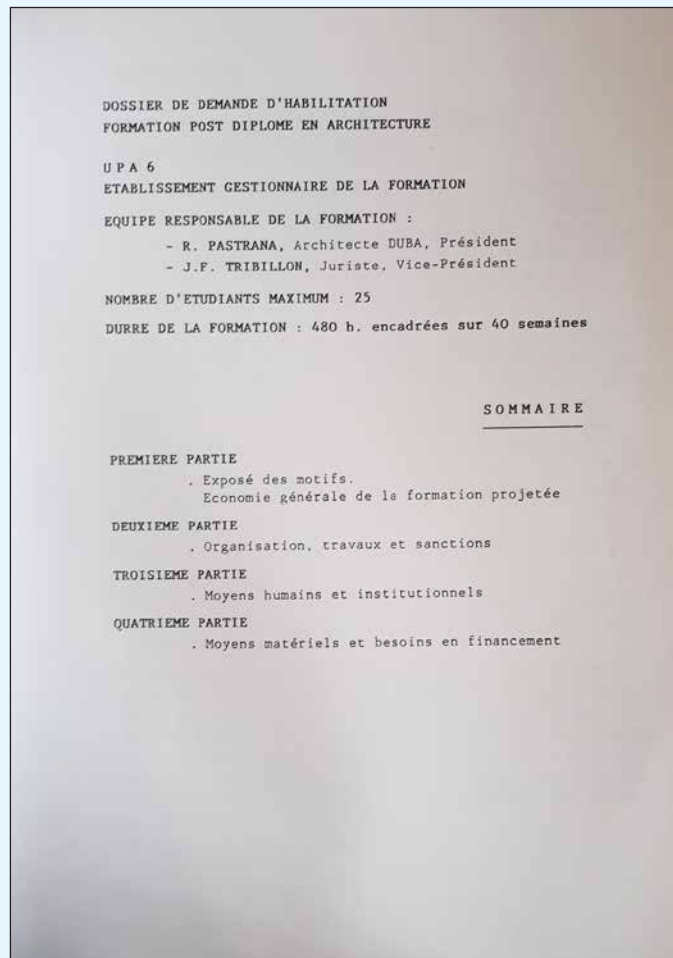 DOSSIER DE DEMANDE D'HABILITATION
FORMATION POST DIPLOME EN ARCHITECTURE
U P A 6
ETABLISSEMENT GESTIONNAIRE DE LA FORMATION
EQUIPE RESPONSABLE DE LA FORMATION :
- R. PASTRANA, Architecte DUBA, Président
- J.F. TRIBILLON, Juriste, Vice-Président
NOMBRE D'ETUDIANTS MAXIMUM : 25
DURRE DE LA FORMATION : 480 h. encadrées sur 40 semaines
SOMMAIRE
PREMIERE PARTIE
. Exposé des motifs.
Economie générale de la formation projetée
DEUXIEME PARTIE
. Organisation, travaux et sanctions
TROISIEME PARTIE
. Moyens humains et institutionnels
QUATRIEME PARTIE
. Moyens matériels et besoins en financement